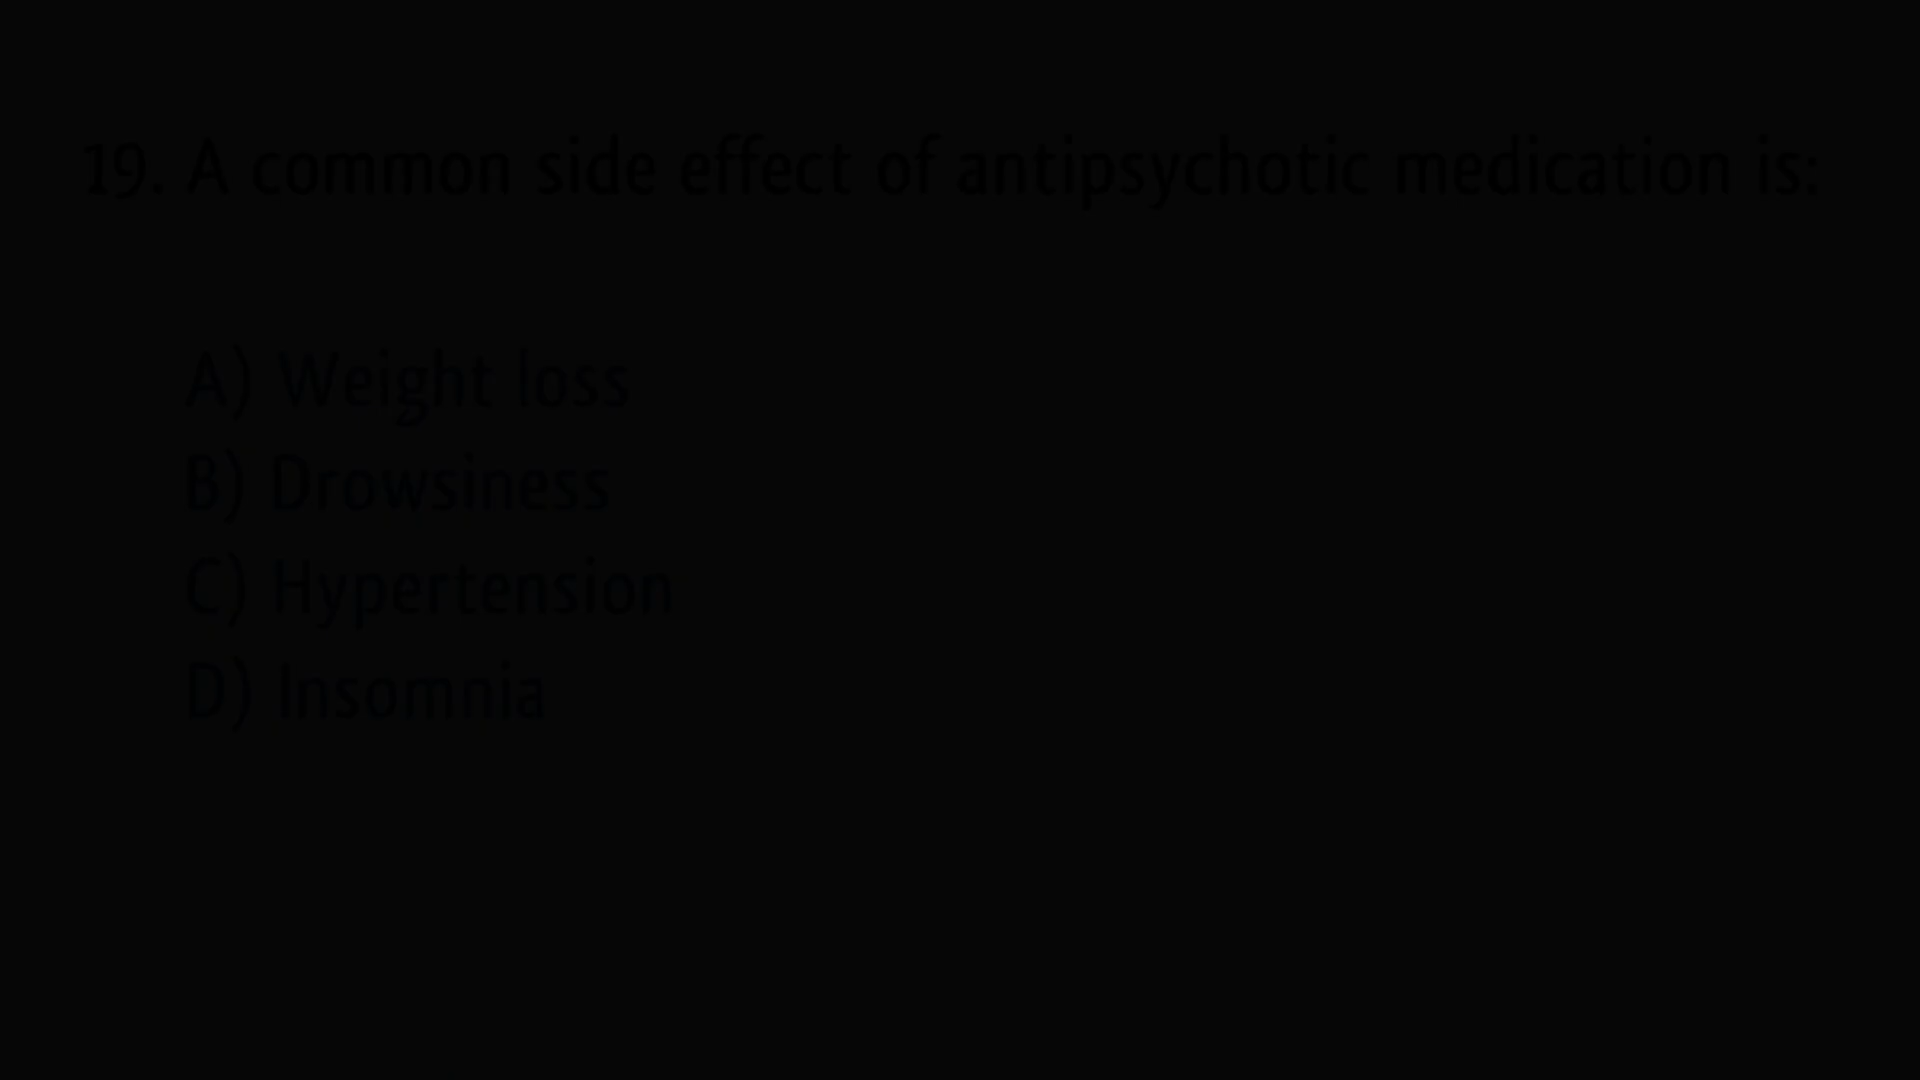 19. A common side effect of antipsychotic medication is:
A) Weight loss
B) Drowsiness
C) Hypertension
D) Insomnia